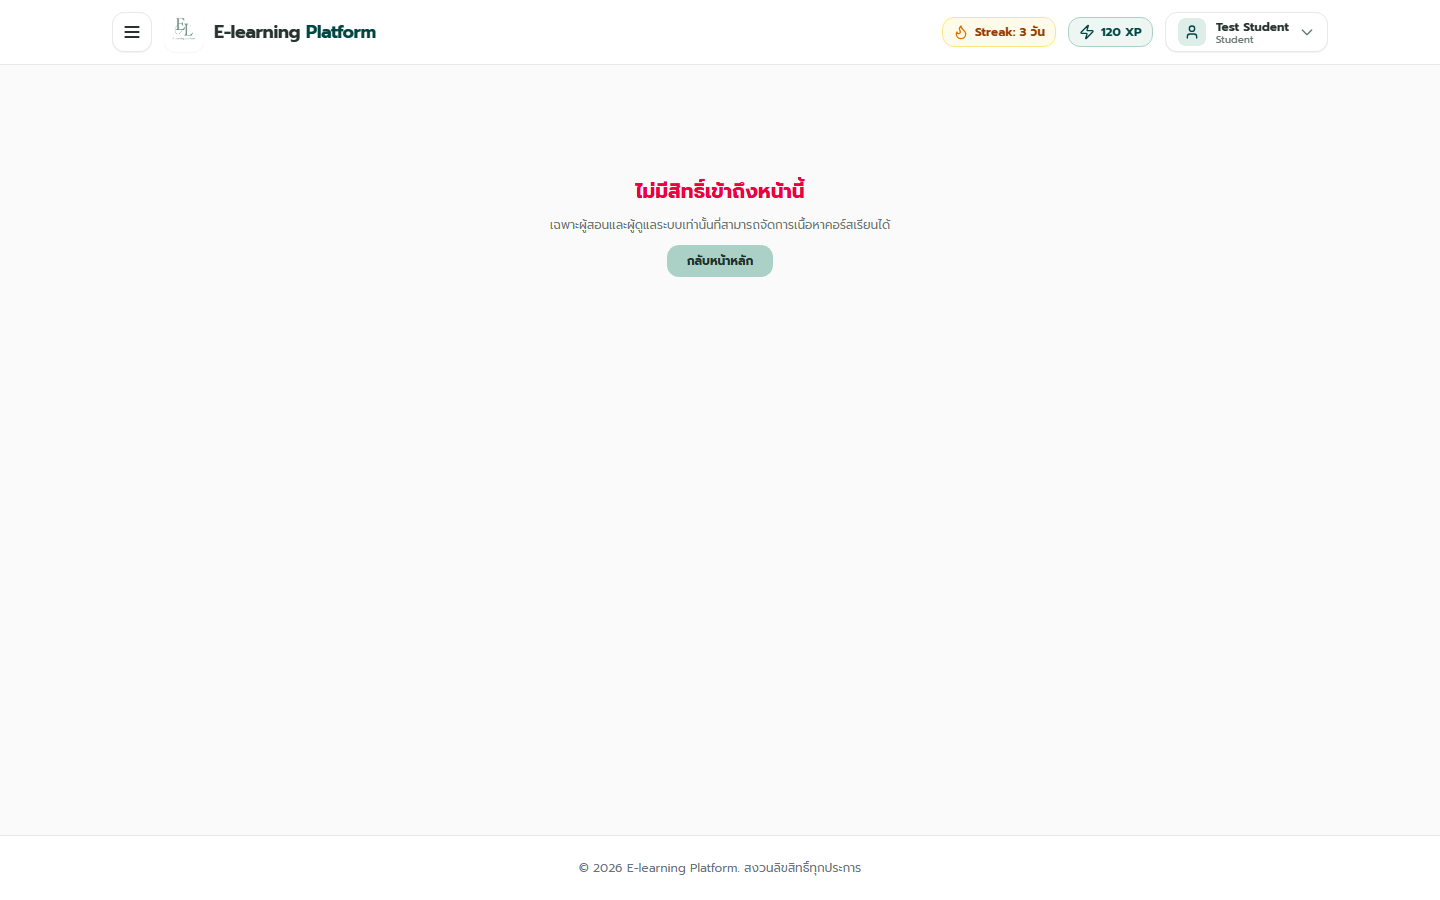 EL
E-learning Platform
Streak: 3 วัน
120 XP
Test Student
Student
ไม่มีสิทธิ์เข้าถึงหน้านี้
เฉพาะผู้สอนและผู้ดูแลระบบเท่านั้นที่สามารถจัดการเนื้อหาคอร์สเรียนได้
กลับหน้าหลัก
© 2026 E-learning Platform. สงวนลิขสิทธิ์ทุกประการ